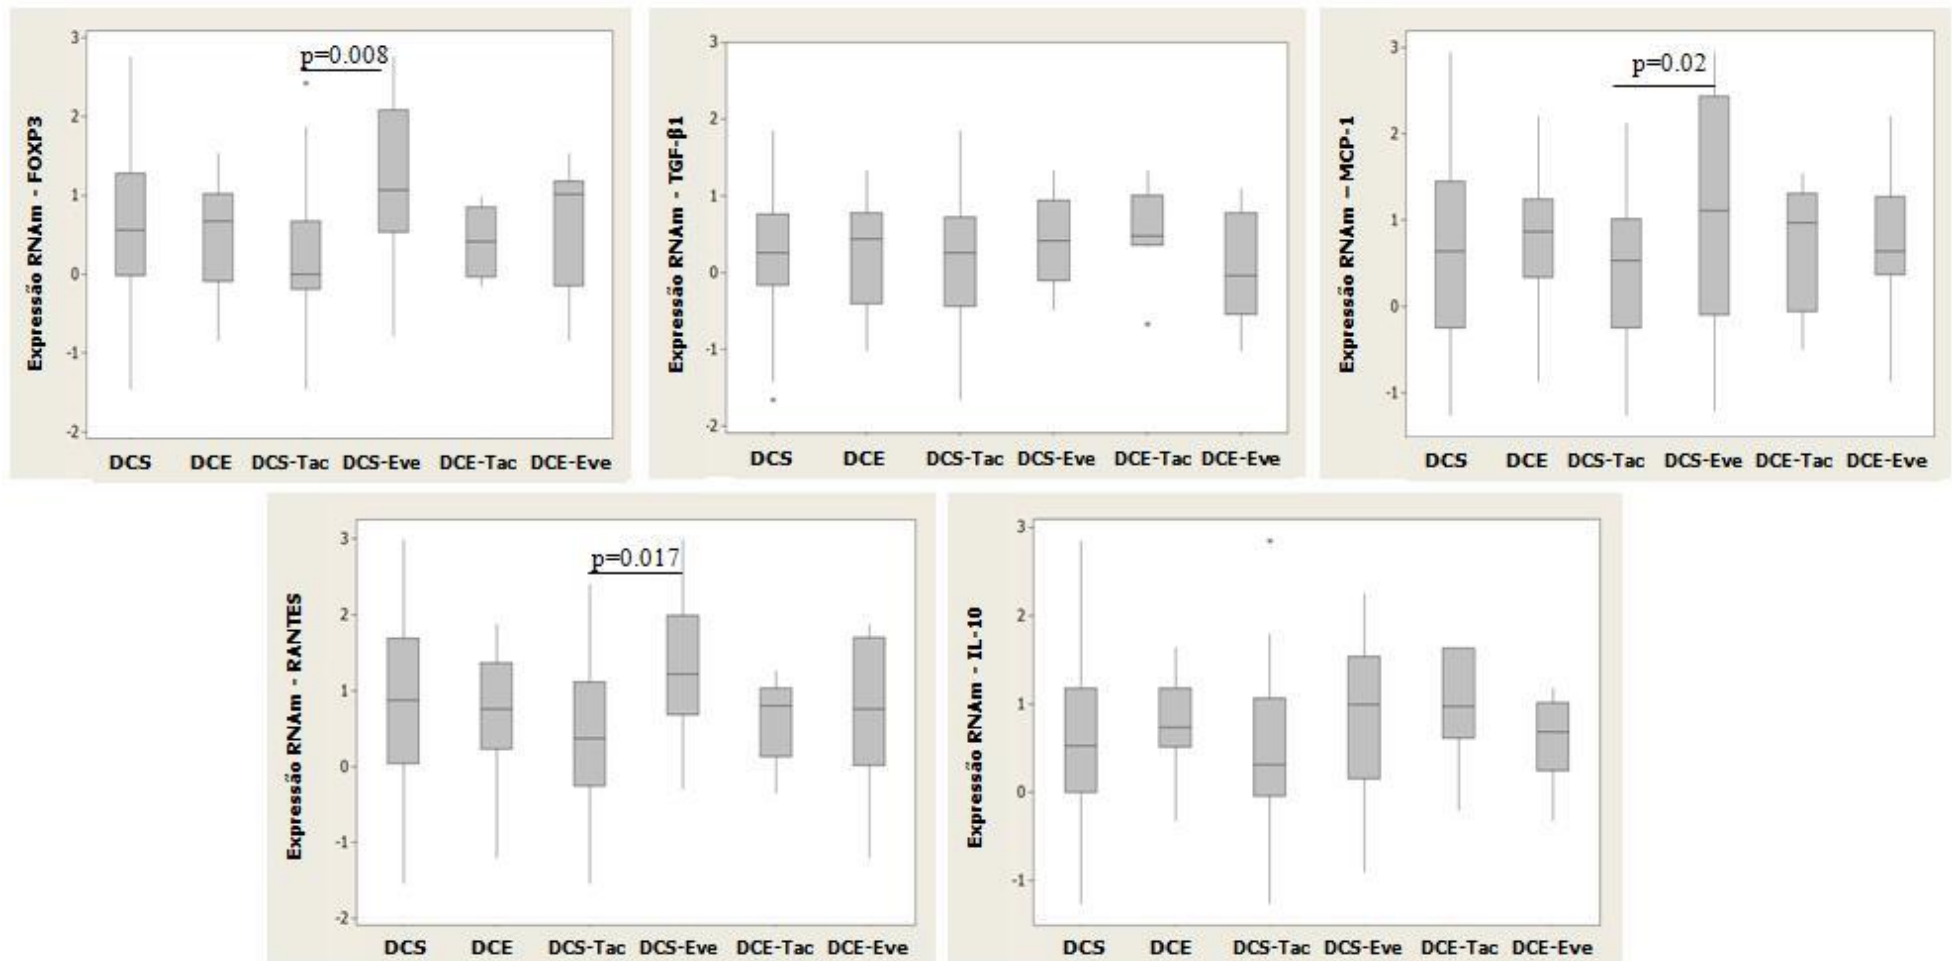 Expressão RNAm - FOXP3
3
2
1
0
-1
-2
p=0.008
DCS DCE DCS-Tac DCS-Eve DCE-Tac DCE-Eve
Expressão RNAm - TGF-β1
3
2
1
0
-1
-2
DCS DCE DCS-Tac DCS-Eve DCE-Tac DCE-Eve
Expressão RNAm – MCP-1
3
2
1
0
-1
p=0.02
DCS DCE DCS-Tac DCS-Eve DCE-Tac DCE-Eve
Expressão RNAm - RANTES
3
2
1
0
-1
-2
p=0.017
DCS DCE DCS-Tac DCS-Eve DCE-Tac DCE-Eve
Expressão RNAm - IL-10
3
2
1
0
-1
DCS DCE DCS-Tac DCS-Eve DCE-Tac DCE-Eve